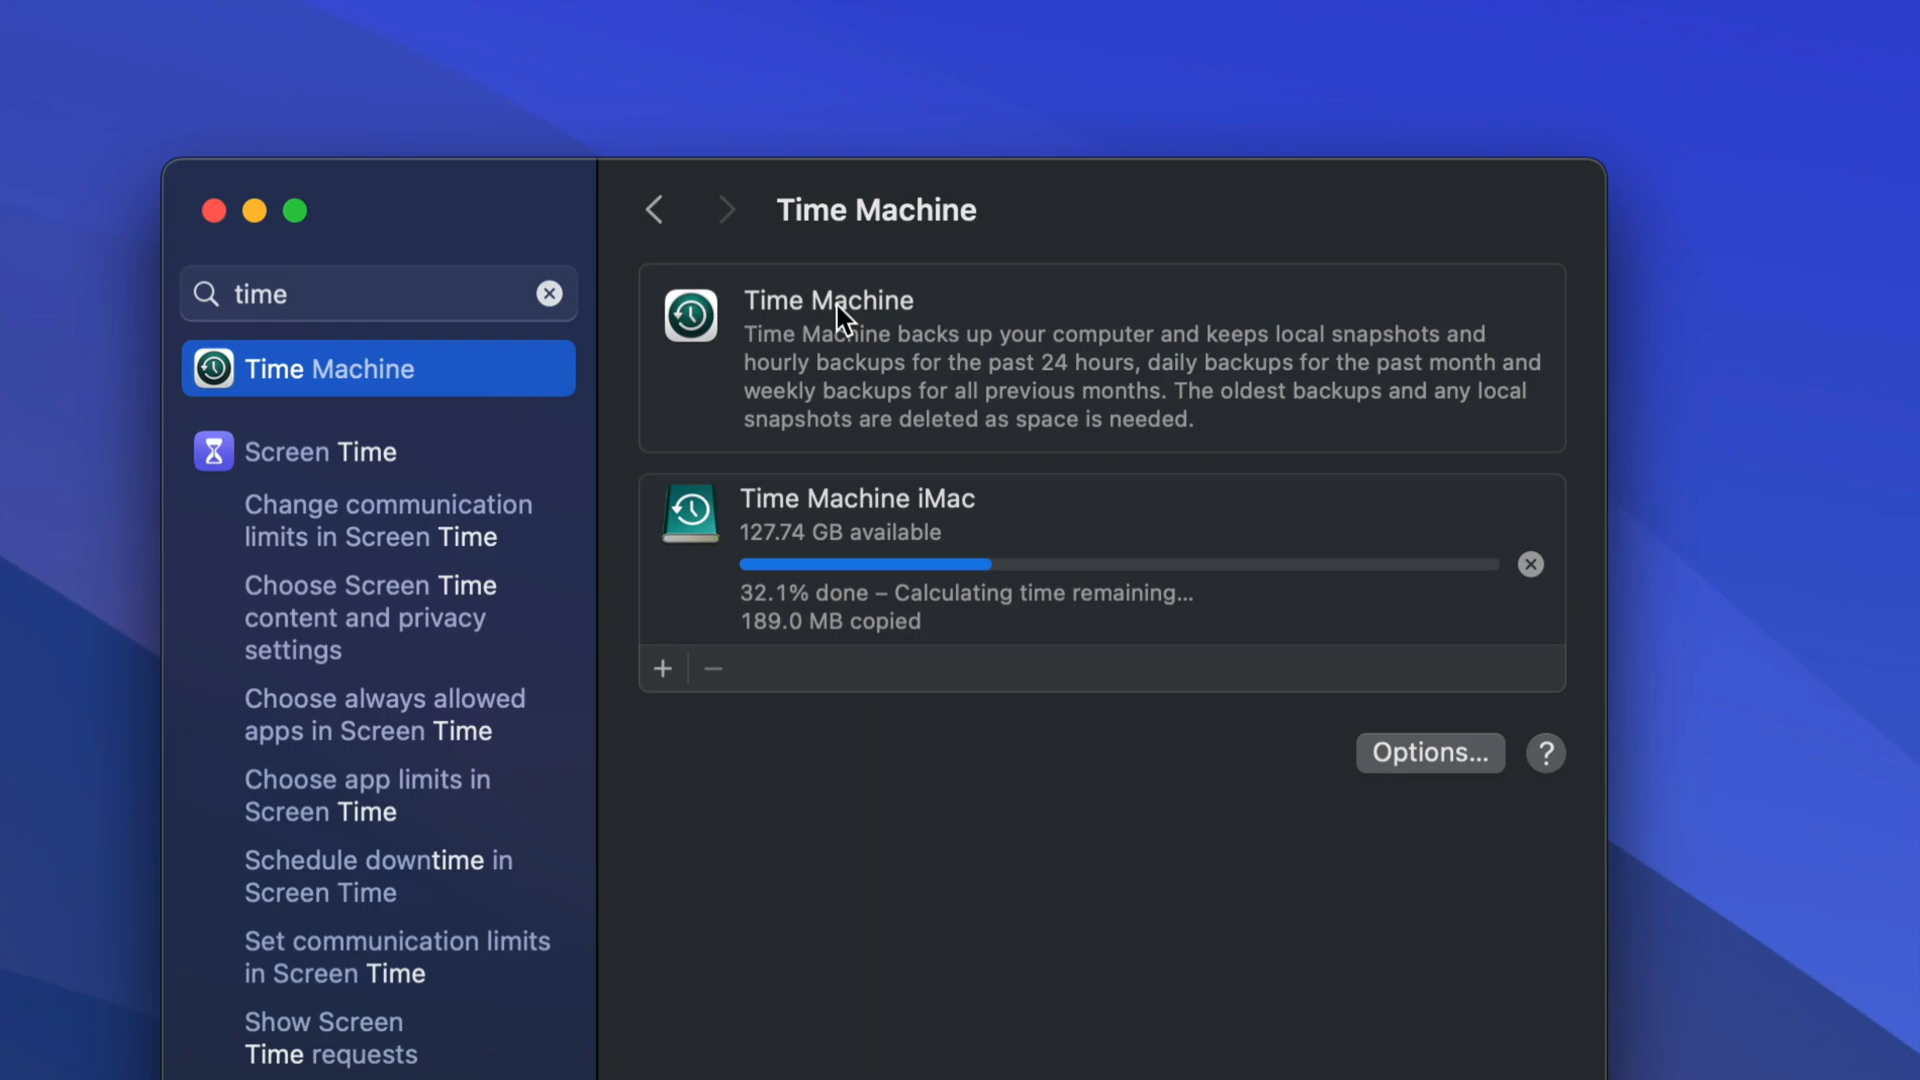 Time Machine
time
Time Machine
Screen Time
Change communication
limits in Screen Time
Choose Screen Time
content and privacy
settings
Choose always allowed
apps in Screen Time
Choose app limits in
Screen Time
Schedule downtime in
Screen Time
Set communication limits
in Screen Time
Show Screen
Time requests
Time Machine
Time Machine backs up your computer and keeps local snapshots and
hourly backups for the past 24 hours, daily backups for the past month and
weekly backups for all previous months. The oldest backups and any local
snapshots are deleted as space is needed.
Time Machine iMac
127.74 GB available
32.1% done – Calculating time remaining...
189.0 MB copied
+ −
Options... ?